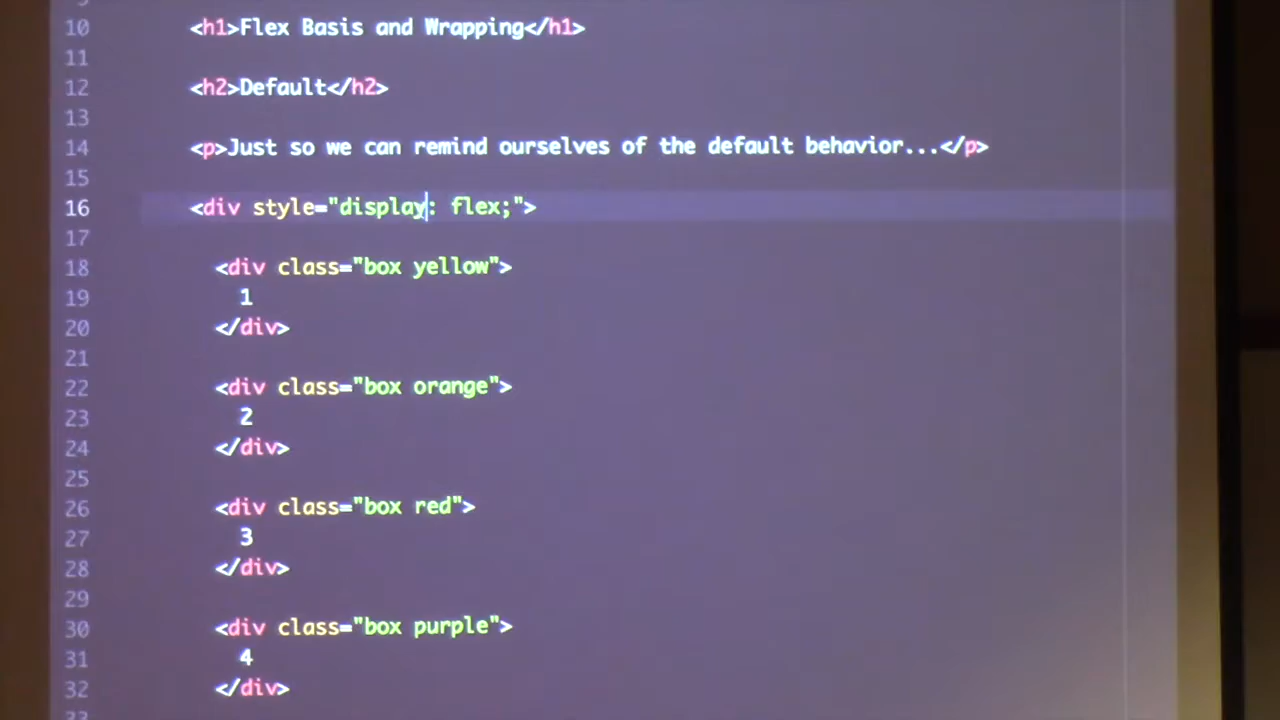 10 <h1>Flex Basis and Wrapping</h1>
11
12 <h2>Default</h2>
13
14 <p>Just so we can remind ourselves of the default behavior...</p>
15
16 <div style="display: flex;">
17
18 <div class="box yellow">
19 1
20 </div>
21
22 <div class="box orange">
23 2
24 </div>
25
26 <div class="box red">
27 3
28 </div>
29
30 <div class="box purple">
31 4
32 </div>